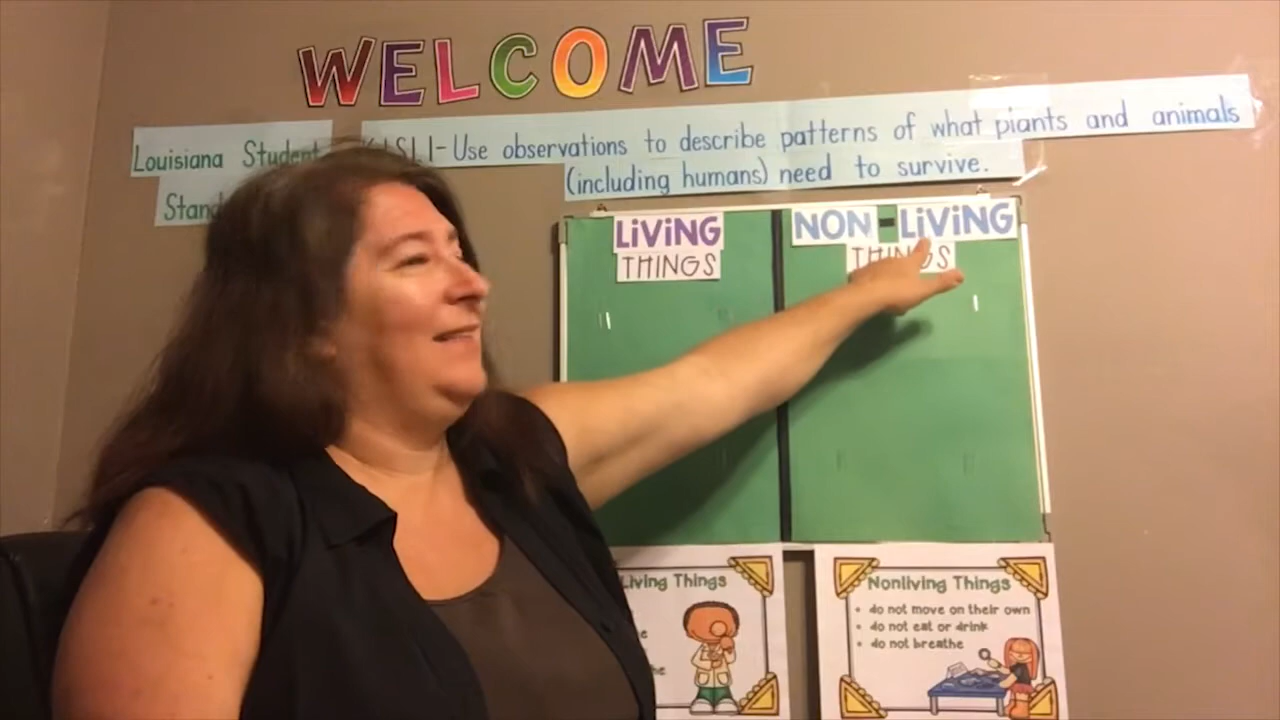 WELCOME
Louisiana Student
K-LS1.1- Use observations to describe patterns of what plants and animals
(including humans) need to survive.
LiViNG
THINGS
NON-LiViNG
THINGS
Living Things
Nonliving Things
• do not move on their own
• do not eat or drink
• do not breathe